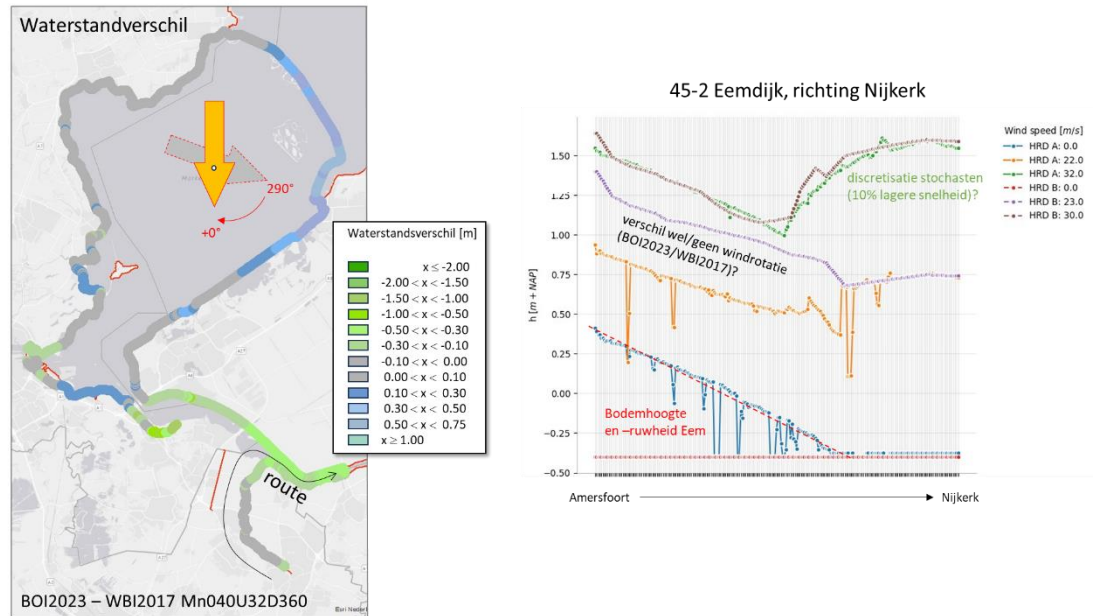 Waterstandverschil
290°
+0°
Waterstandsverschil [m]
x ≤ -2.00
-2.00 < x < -1.50
-1.50 < x < -1.00
-1.00 < x < -0.50
-0.50 < x < -0.30
-0.30 < x < -0.10
-0.10 < x < 0.00
0.00 < x < 0.10
0.10 < x < 0.30
0.30 < x < 0.50
0.50 < x < 0.75
x ≥ 1.00
route
BOI2023 – WBI2017 Mn040U32D360
45-2 Eemdijk, richting Nijkerk
h [m + NAP]
1.50
1.25
1.00
0.75
0.50
0.25
0.00
−0.25
−0.50
discretisatie stochasten
(10% lagere snelheid)?
verschil wel/geen windrotatie
(BOI2023/WBI2017)?
Bodemhoogte
en –ruwheid Eem
Amersfoort
Nijkerk
Wind speed [m/s]
HRD A: 0.0
HRD A: 22.0
HRD A: 32.0
HRD B: 0.0
HRD B: 23.0
HRD B: 30.0